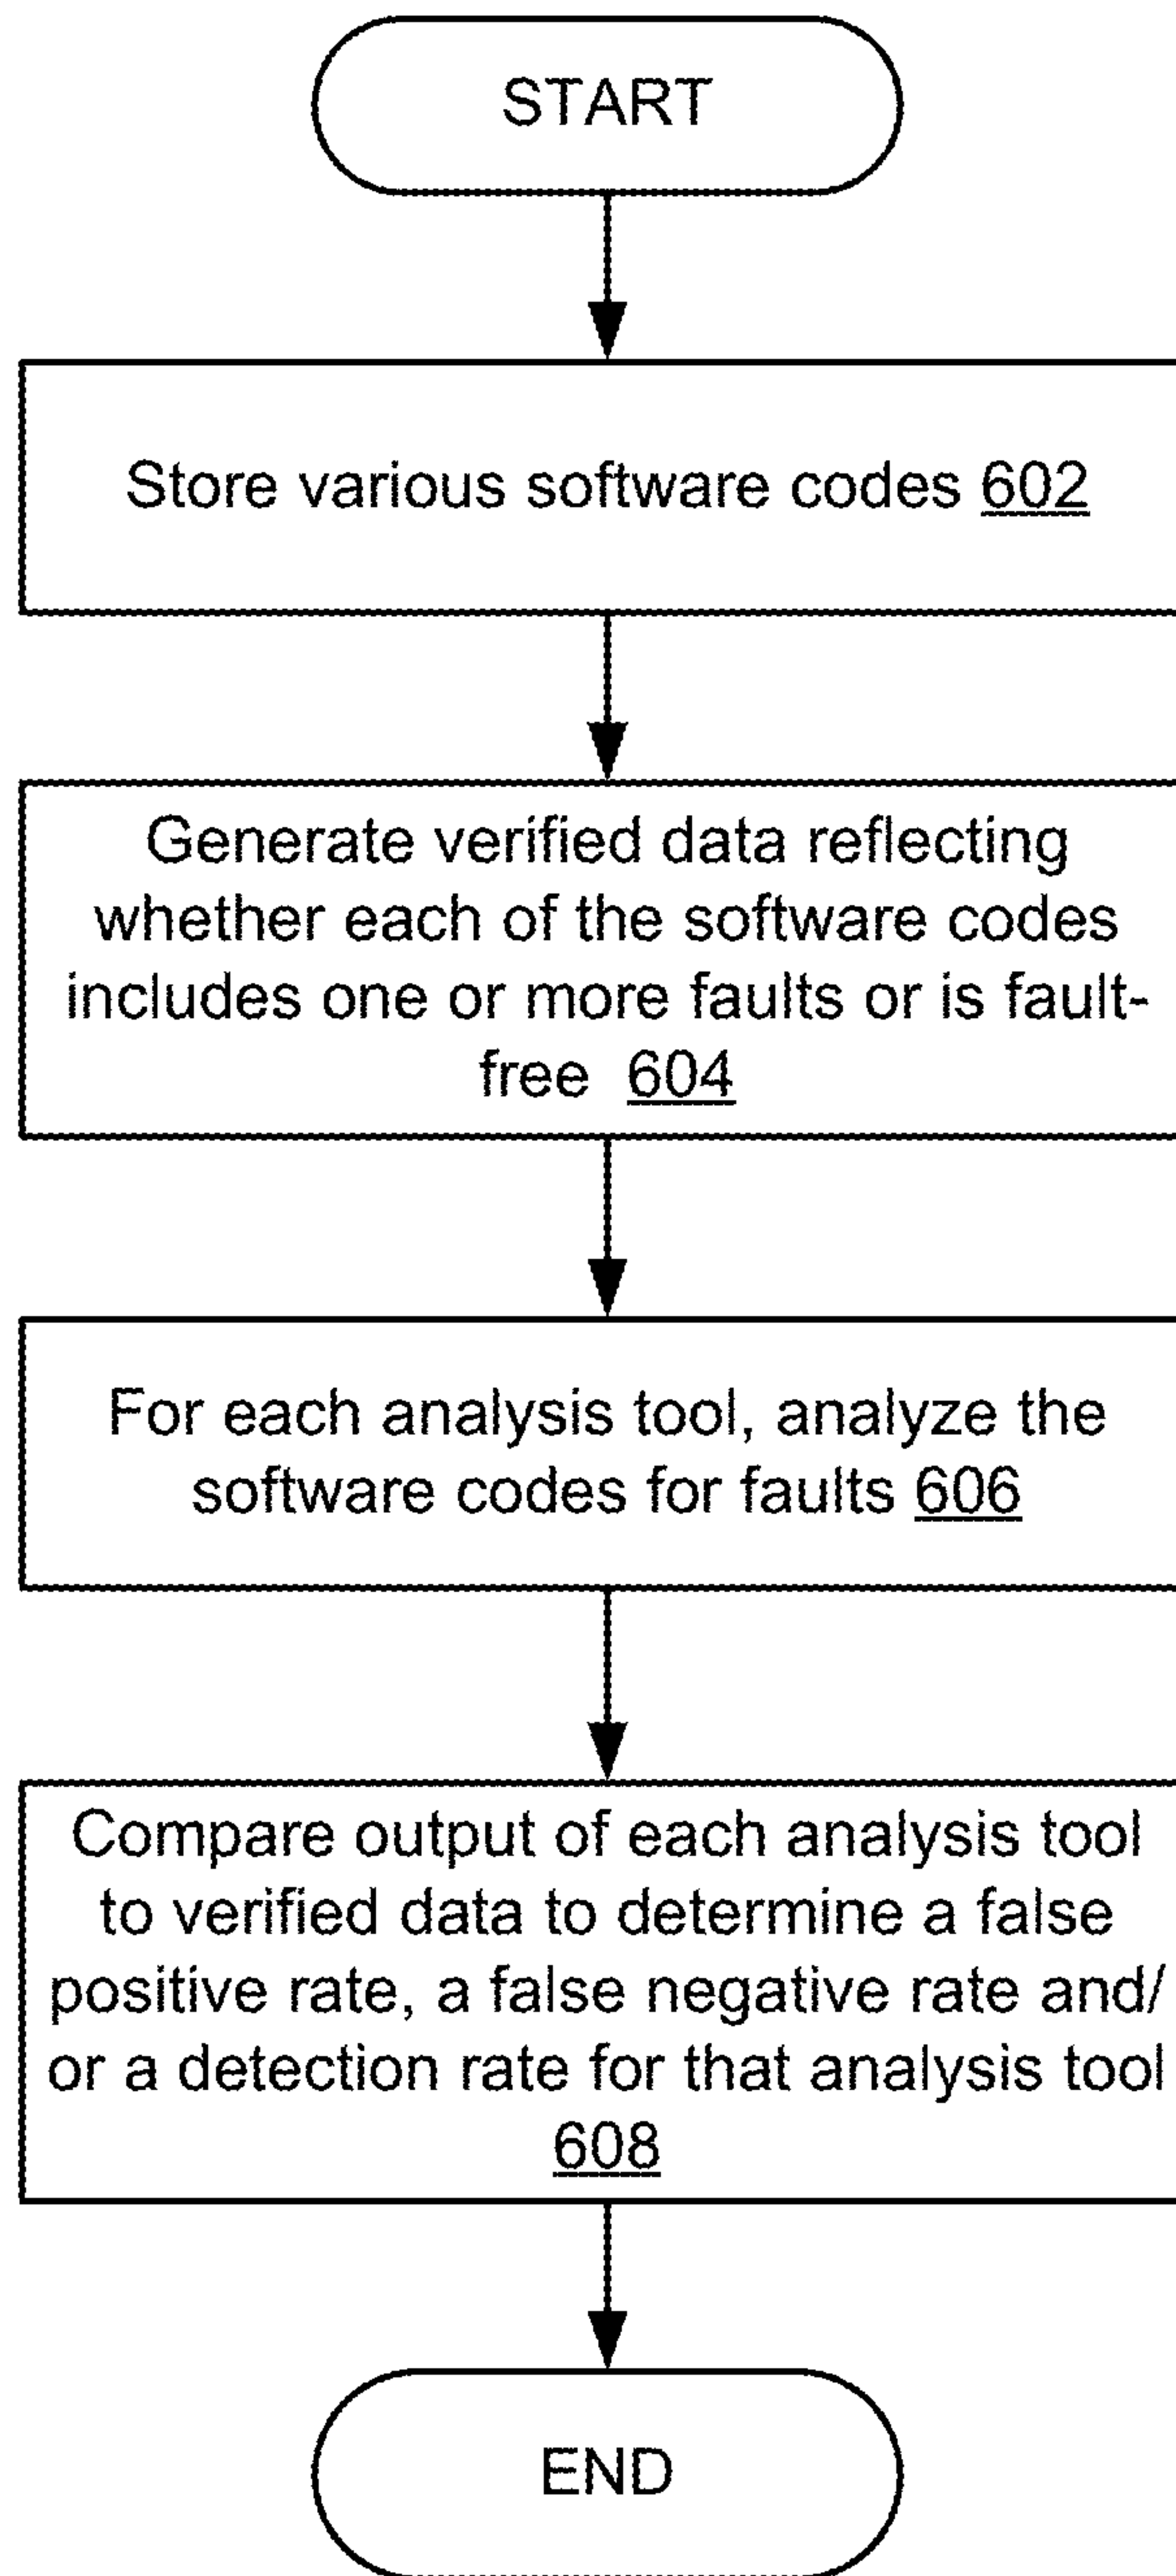 START
Store various software codes 602
Generate verified data reflecting
whether each of the software codes
includes one or more faults or is fault-
free 604
For each analysis tool, analyze the
software codes for faults 606
Compare output of each analysis tool
to verified data to determine a false
positive rate, a false negative rate and/
or a detection rate for that analysis tool
608
END